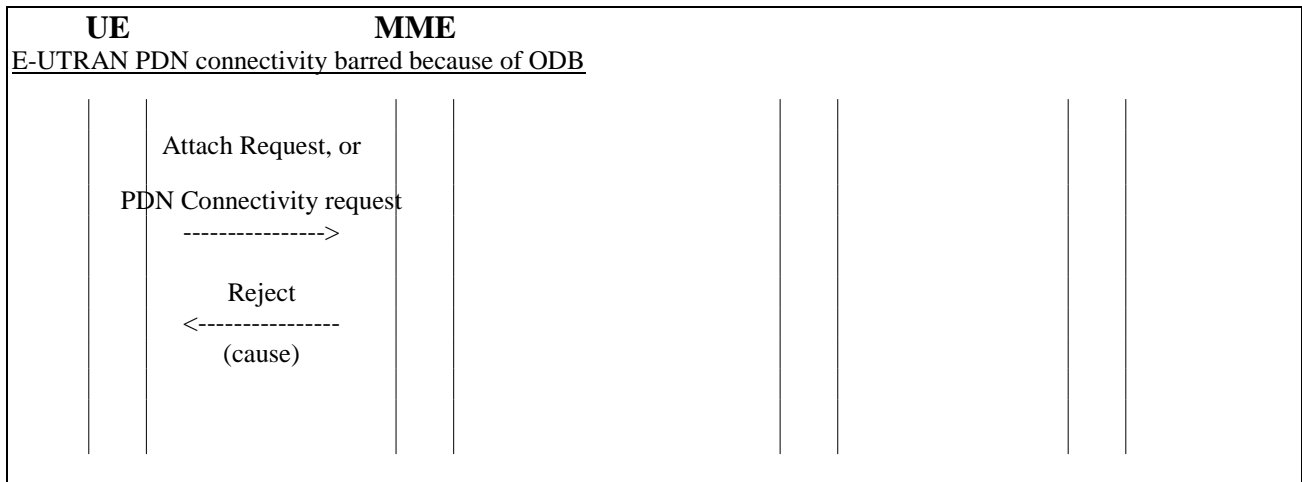 UE MME
E-UTRAN PDN connectivity barred because of ODB
Attach Request, or
PDN Connectivity request
---------------->
Reject
<----------------
(cause)